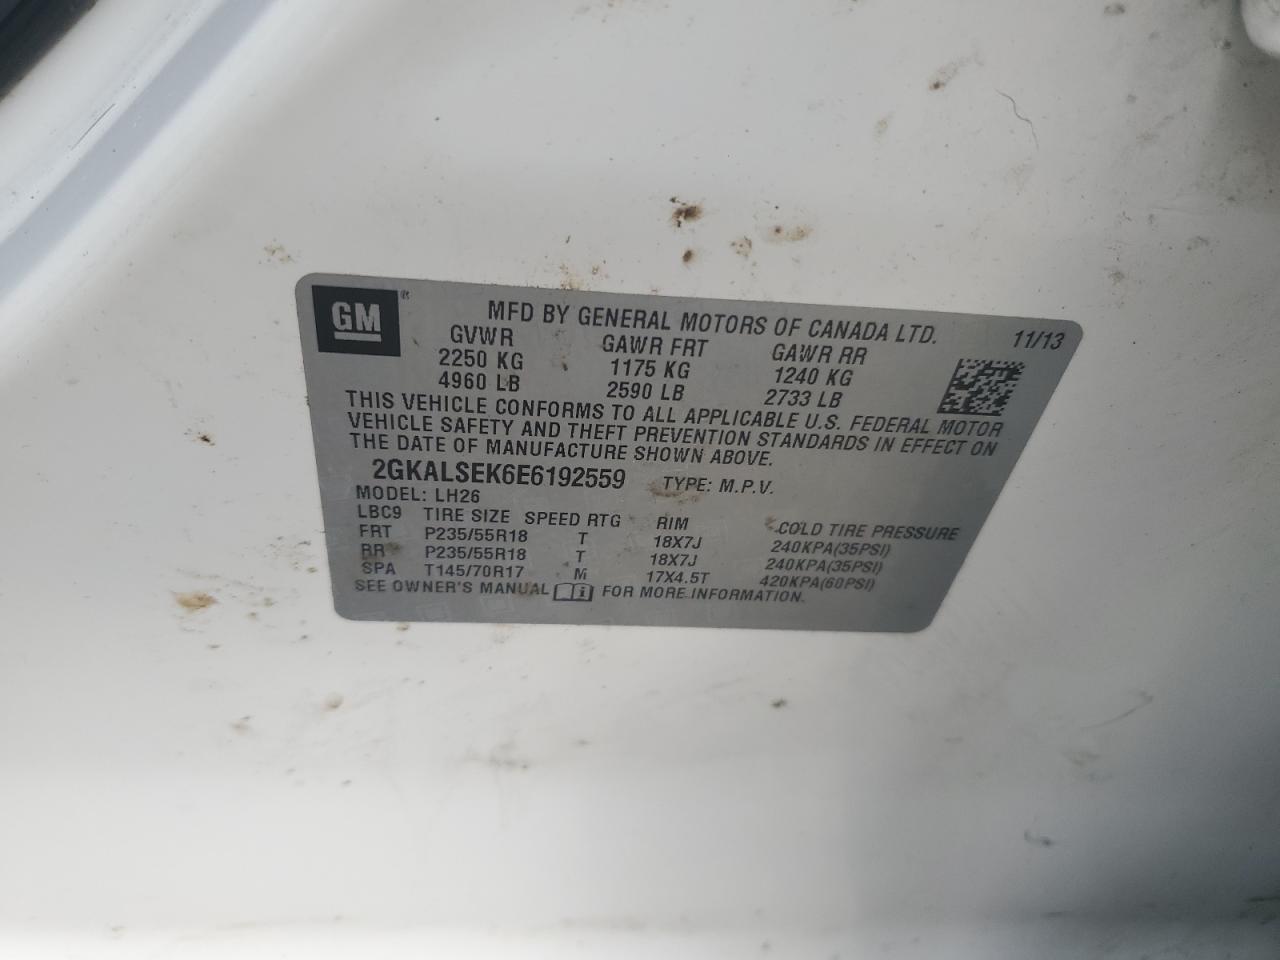 GM ®
MFD BY GENERAL MOTORS OF CANADA LTD. 11/13
GVWR GAWR FRT GAWR RR
2250 KG 1175 KG 1240 KG
4960 LB 2590 LB 2733 LB
THIS VEHICLE CONFORMS TO ALL APPLICABLE U.S. FEDERAL MOTOR
VEHICLE SAFETY AND THEFT PREVENTION STANDARDS IN EFFECT ON
THE DATE OF MANUFACTURE SHOWN ABOVE.
2GKALSEK6E6192559 TYPE: M.P.V.
MODEL: LH26
LBC9 TIRE SIZE SPEED RTG RIM COLD TIRE PRESSURE
FRT P235/55R18 T 18X7J 240KPA(35PSI)
RR P235/55R18 T 18X7J 240KPA(35PSI)
SPA T145/70R17 M 17X4.5T 420KPA(60PSI)
SEE OWNER'S MANUAL i FOR MORE INFORMATION.